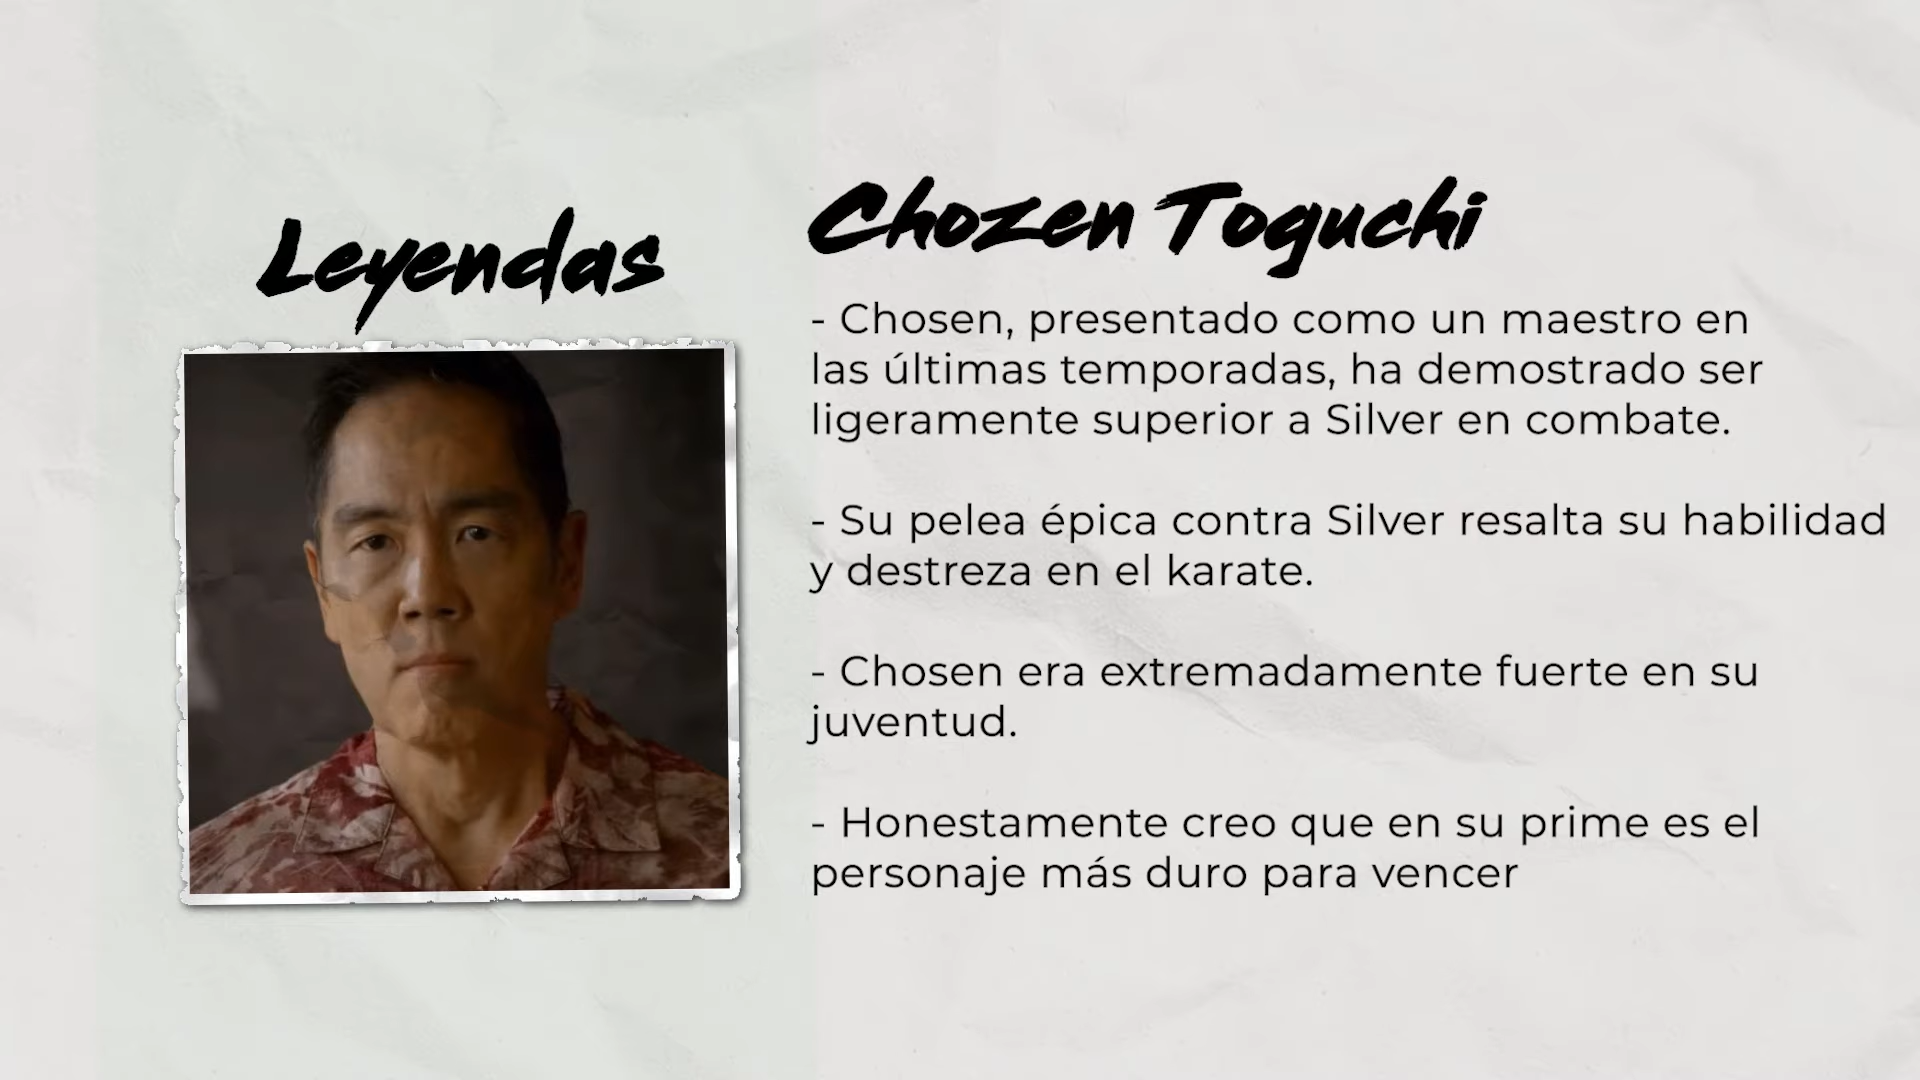 Leyendas
Chozen Toguchi
- Chosen, presentado como un maestro en
las últimas temporadas, ha demostrado ser
ligeramente superior a Silver en combate.
- Su pelea épica contra Silver resalta su habilidad
y destreza en el karate.
- Chosen era extremadamente fuerte en su
juventud.
- Honestamente creo que en su prime es el
personaje más duro para vencer